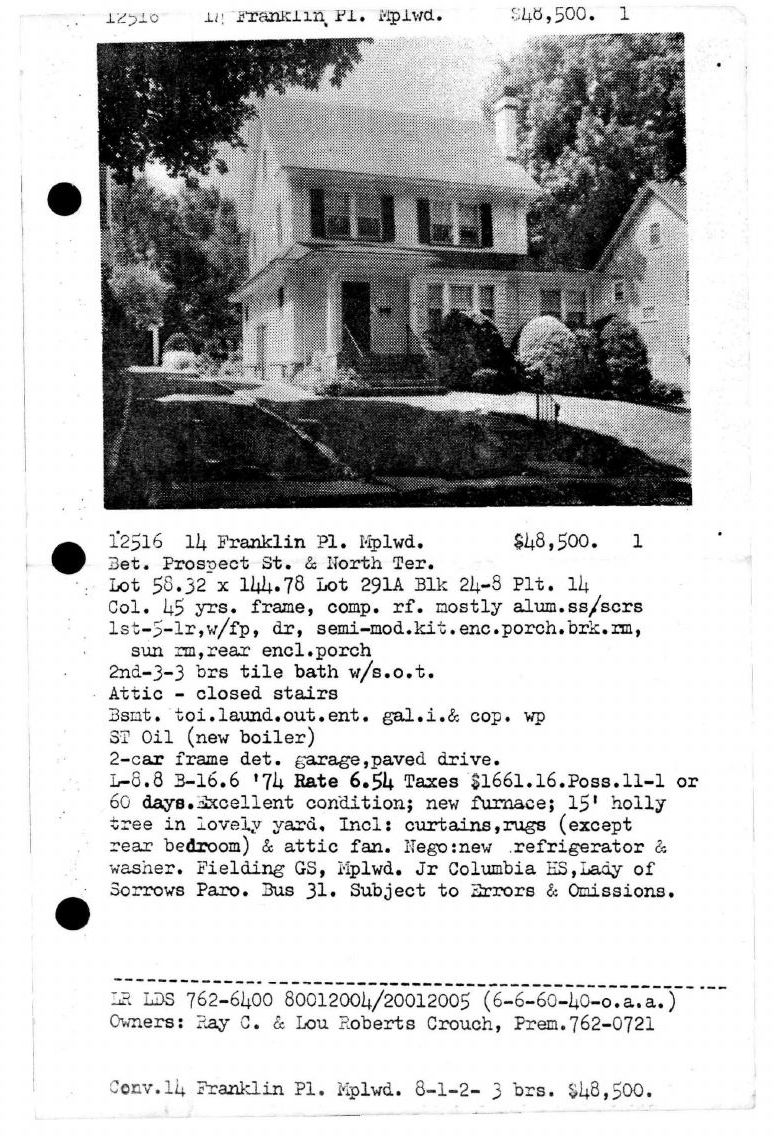 12516 14 Franklin Pl. Mplwd. $48,500. 1
12516 14 Franklin Pl. Mplwd. $48,500. 1
Bet. Prospect St. & North Ter.
Lot 58.32 x 144.78 Lot 291A Blk 24-8 Plt. 14
Col. 45 yrs. frame, comp. rf. mostly alum.ss/scrs
1st-5-lr,w/fp, dr, semi-mod.kit.enc.porch.brk.rm,
sun rm,rear encl.porch
2nd-3-3 brs tile bath w/s.o.t.
Attic - closed stairs
Bsmt. toi.laund.out.ent. gal.i.& cop. wp
ST Oil (new boiler)
2-car frame det. garage,paved drive.
L-8.8 B-16.6 '74 Rate 6.54 Taxes $1661.16.Poss.11-1 or
60 days.Excellent condition; new furnace; 15' holly
tree in lovely yard. Incl: curtains,rugs (except
rear bedroom) & attic fan. Nego:new refrigerator &
washer. Fielding GS, Mplwd. Jr Columbia HS,Lady of
Sorrows Paro. Bus 31. Subject to Errors & Omissions.
LR LDS 762-6400 80012004/20012005 (6-6-60-40-o.a.a.)
Owners: Ray C. & Lou Roberts Crouch, Prem.762-0721
Conv.14 Franklin Pl. Mplwd. 8-1-2- 3 brs. $48,500.